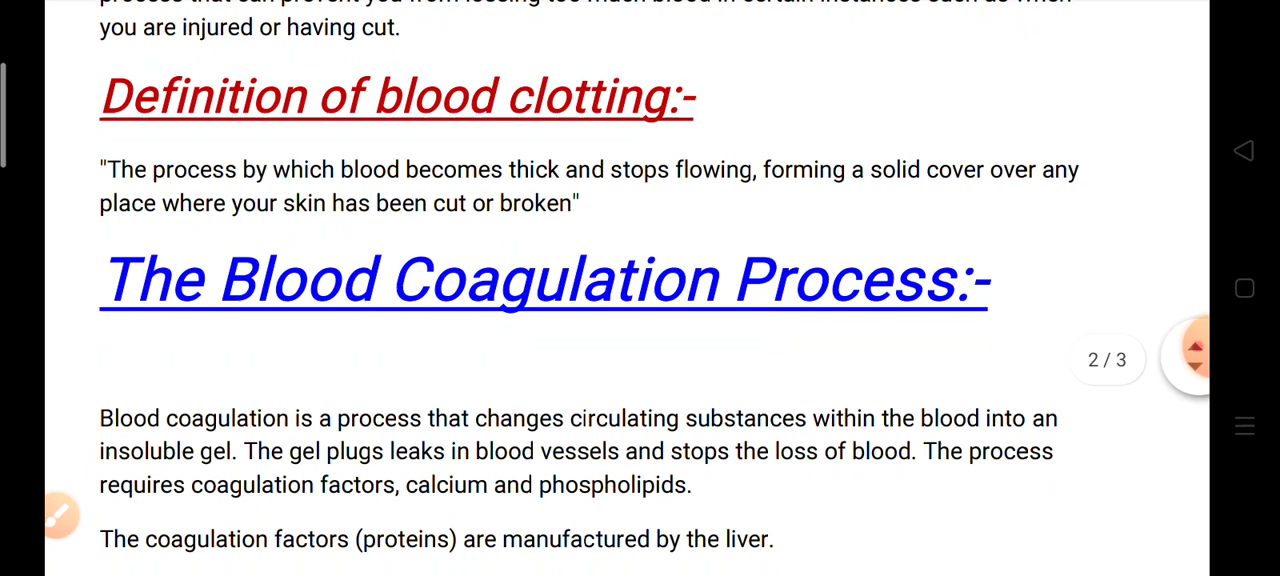 you are injured or having cut.
Definition of blood clotting:-
"The process by which blood becomes thick and stops flowing, forming a solid cover over any
place where your skin has been cut or broken"
The Blood Coagulation Process:-
2 / 3
Blood coagulation is a process that changes circulating substances within the blood into an
insoluble gel. The gel plugs leaks in blood vessels and stops the loss of blood. The process
requires coagulation factors, calcium and phospholipids.
The coagulation factors (proteins) are manufactured by the liver.